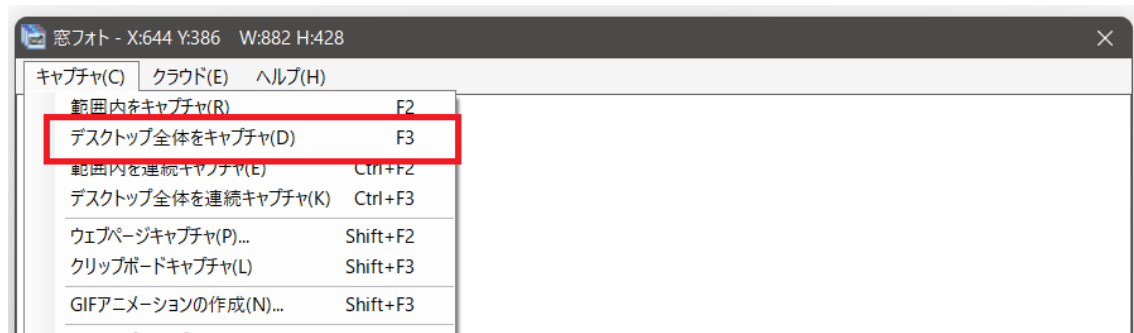 窓フォト - X:644 Y:386 W:882 H:428
キャプチャ(C) クラウド(E) ヘルプ(H)
範囲内をキャプチャ(R) F2
デスクトップ全体をキャプチャ(D) F3
範囲内を連続キャプチャ(E) Ctrl+F2
デスクトップ全体を連続キャプチャ(K) Ctrl+F3
ウェブページキャプチャ(P)... Shift+F2
クリップボードキャプチャ(L) Shift+F3
GIFアニメーションの作成(N)... Shift+F3